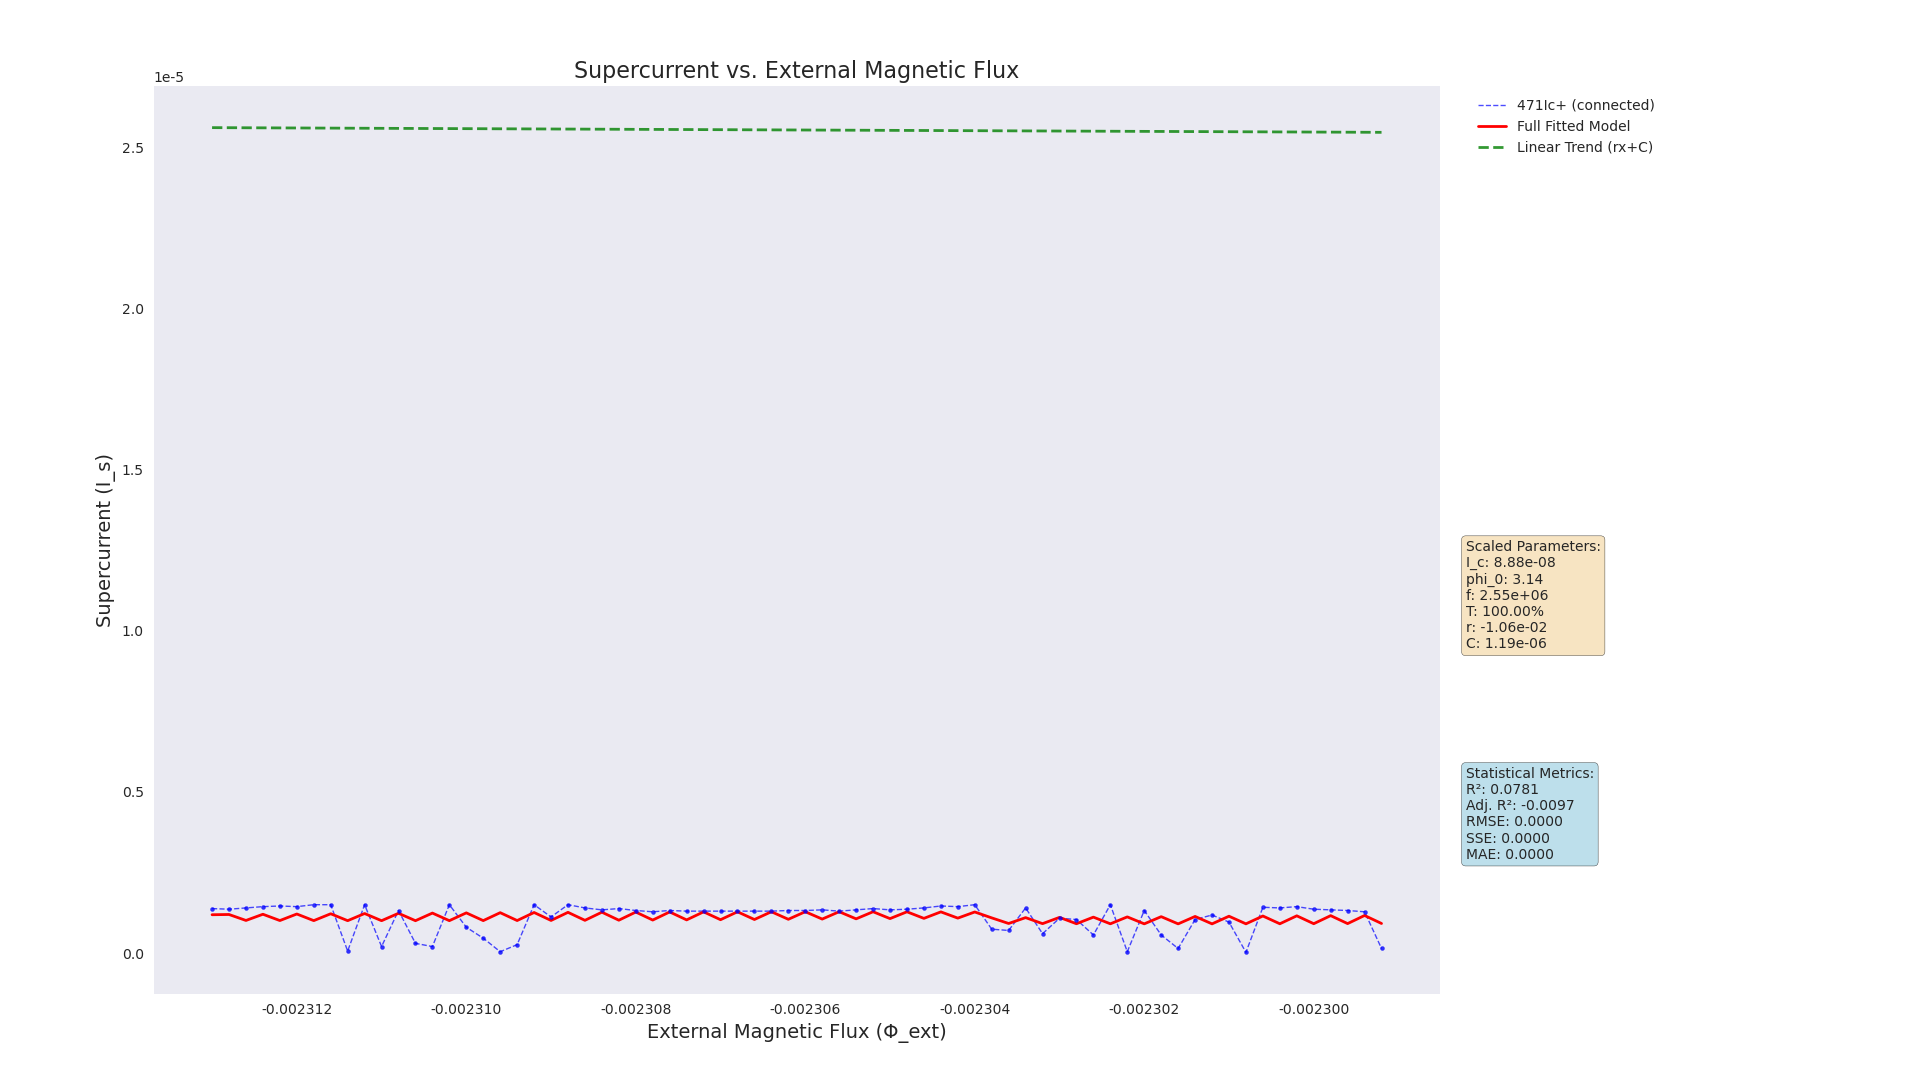 Supercurrent vs. External Magnetic Flux
1e-5
2.5
2.0
1.5
1.0
0.5
0.0
Supercurrent (I_s)
-0.002312
-0.002310
-0.002308
-0.002306
-0.002304
-0.002302
-0.002300
External Magnetic Flux (Φ_ext)
471Ic+ (connected)
Full Fitted Model
Linear Trend (rx+C)
Scaled Parameters:
I_c: 8.88e-08
phi_0: 3.14
f: 2.55e+06
T: 100.00%
r: -1.06e-02
C: 1.19e-06
Statistical Metrics:
R²: 0.0781
Adj. R²: -0.0097
RMSE: 0.0000
SSE: 0.0000
MAE: 0.0000